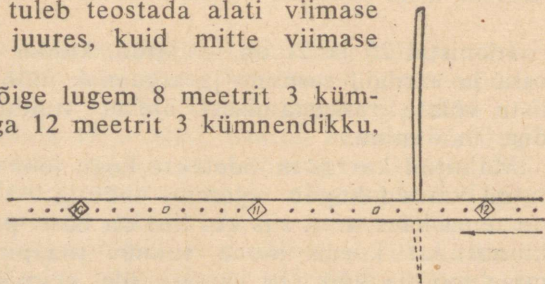 tuleb teostada alati viimase
juures, kuid mitte viimase
õige lugem 8 meetrit 3 küm-
ga 12 meetrit 3 kümnendikku,
10 11 12